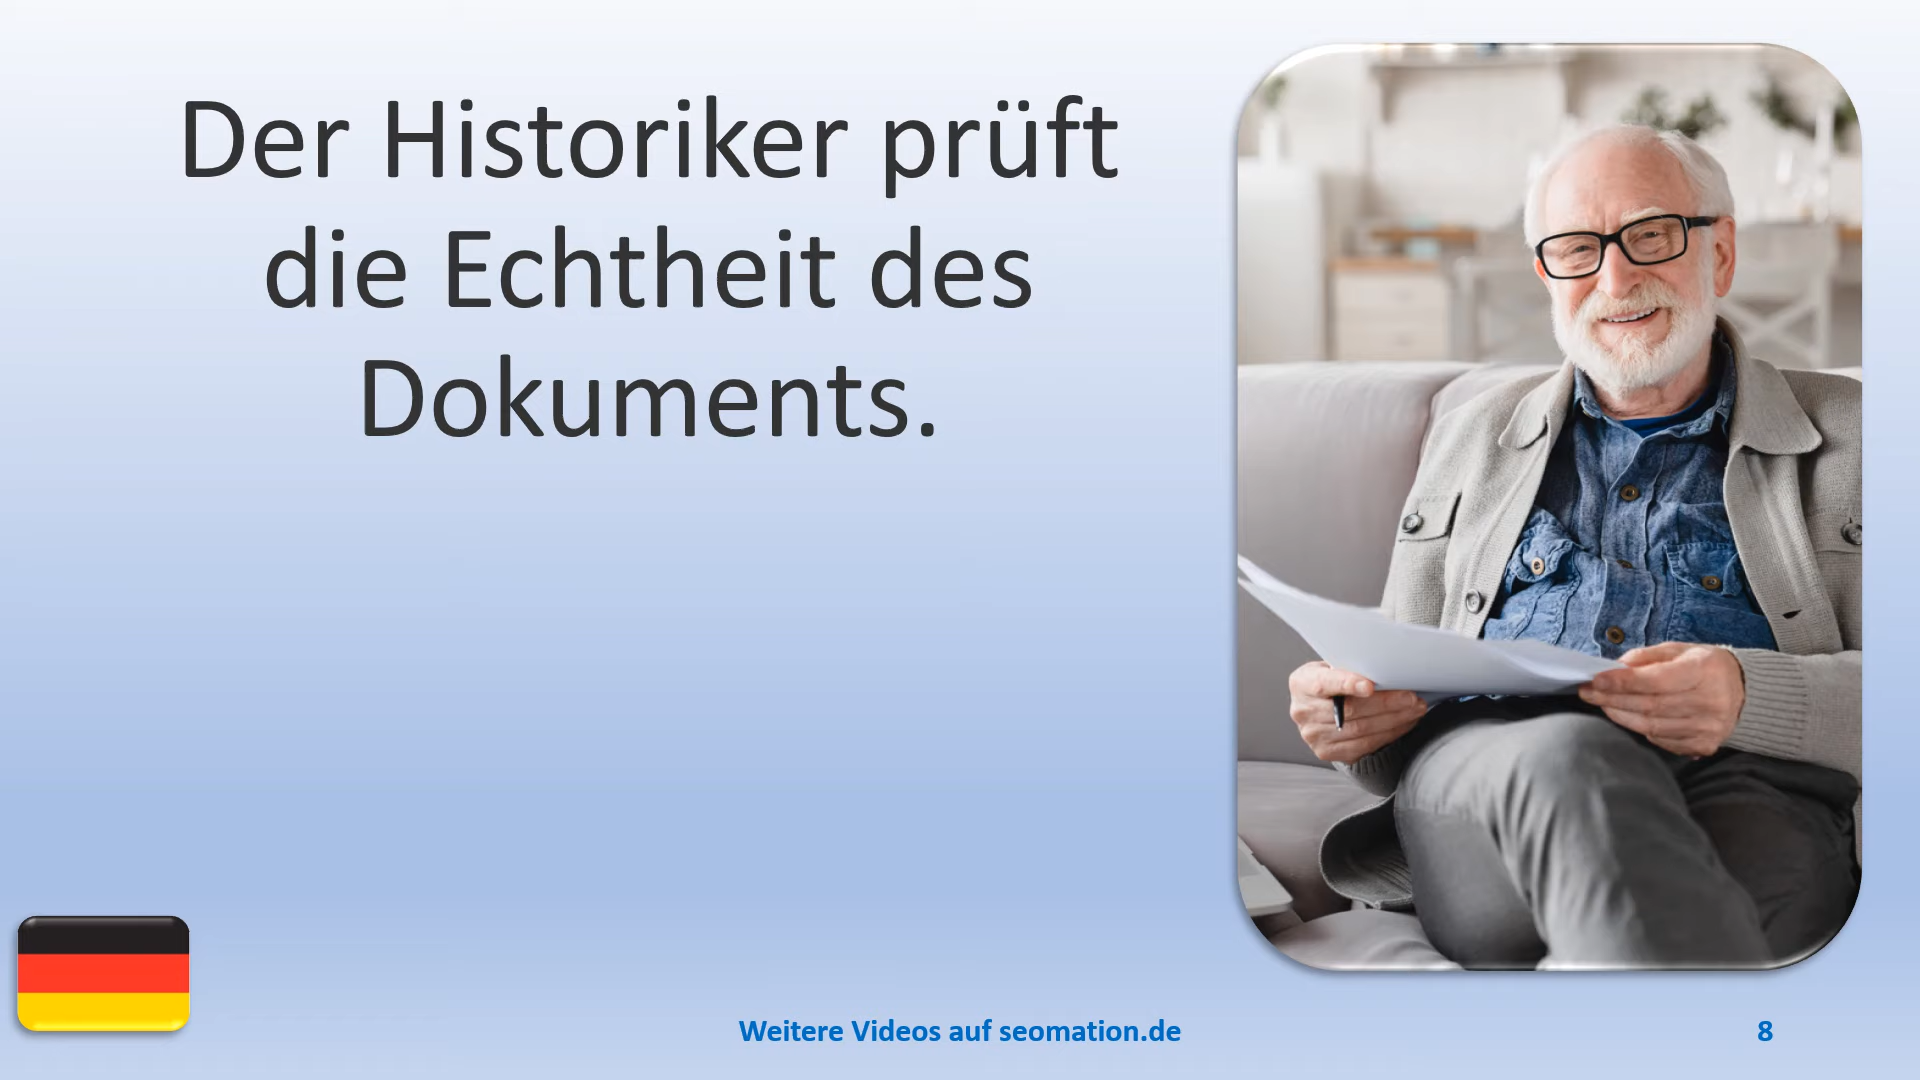 Der Historiker prüft
die Echtheit des
Dokuments.
Weitere Videos auf seomation.de
8